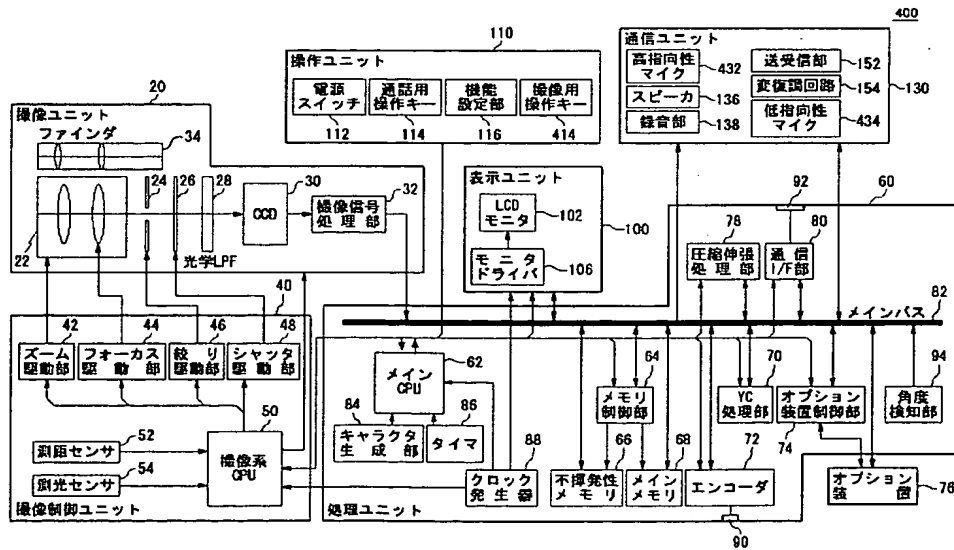 400
110
操作ユニット
電源
スイッチ
通話用
操作キー
機能
設定部
撮像用
操作キー
112
114
116
414
通信ユニット
高指向性
マイク
432
スピーカ
136
録音部
138
送受信部
152
変復調回路
154
低指向性
マイク
434
130
20
撮像ユニット
ファインダ
34
24
26
28
30
32
22
CCD
撮像信号
処理部
光学LPF
表示ユニット
LCD
モニタ
102
モニタ
ドライバ
106
100
92
60
78
80
圧縮伸張
処理部
通信
I/F部
82
メインバス
40
42
44
46
48
ズーム
駆動部
フォーカス
駆動部
絞り
駆動部
シャッタ
駆動部
50
撮像系
CPU
52
測距センサ
54
測光センサ
撮像制御ユニット
62
メイン
CPU
84
キャラクタ
生成部
86
タイマ
88
クロック
発生器
処理ユニット
64
メモリ
制御部
66
不揮発性
メモリ
68
メイン
メモリ
70
YC
処理部
72
エンコーダ
90
オプション
装置制御部
74
94
角度
検知部
オプション
装置
76